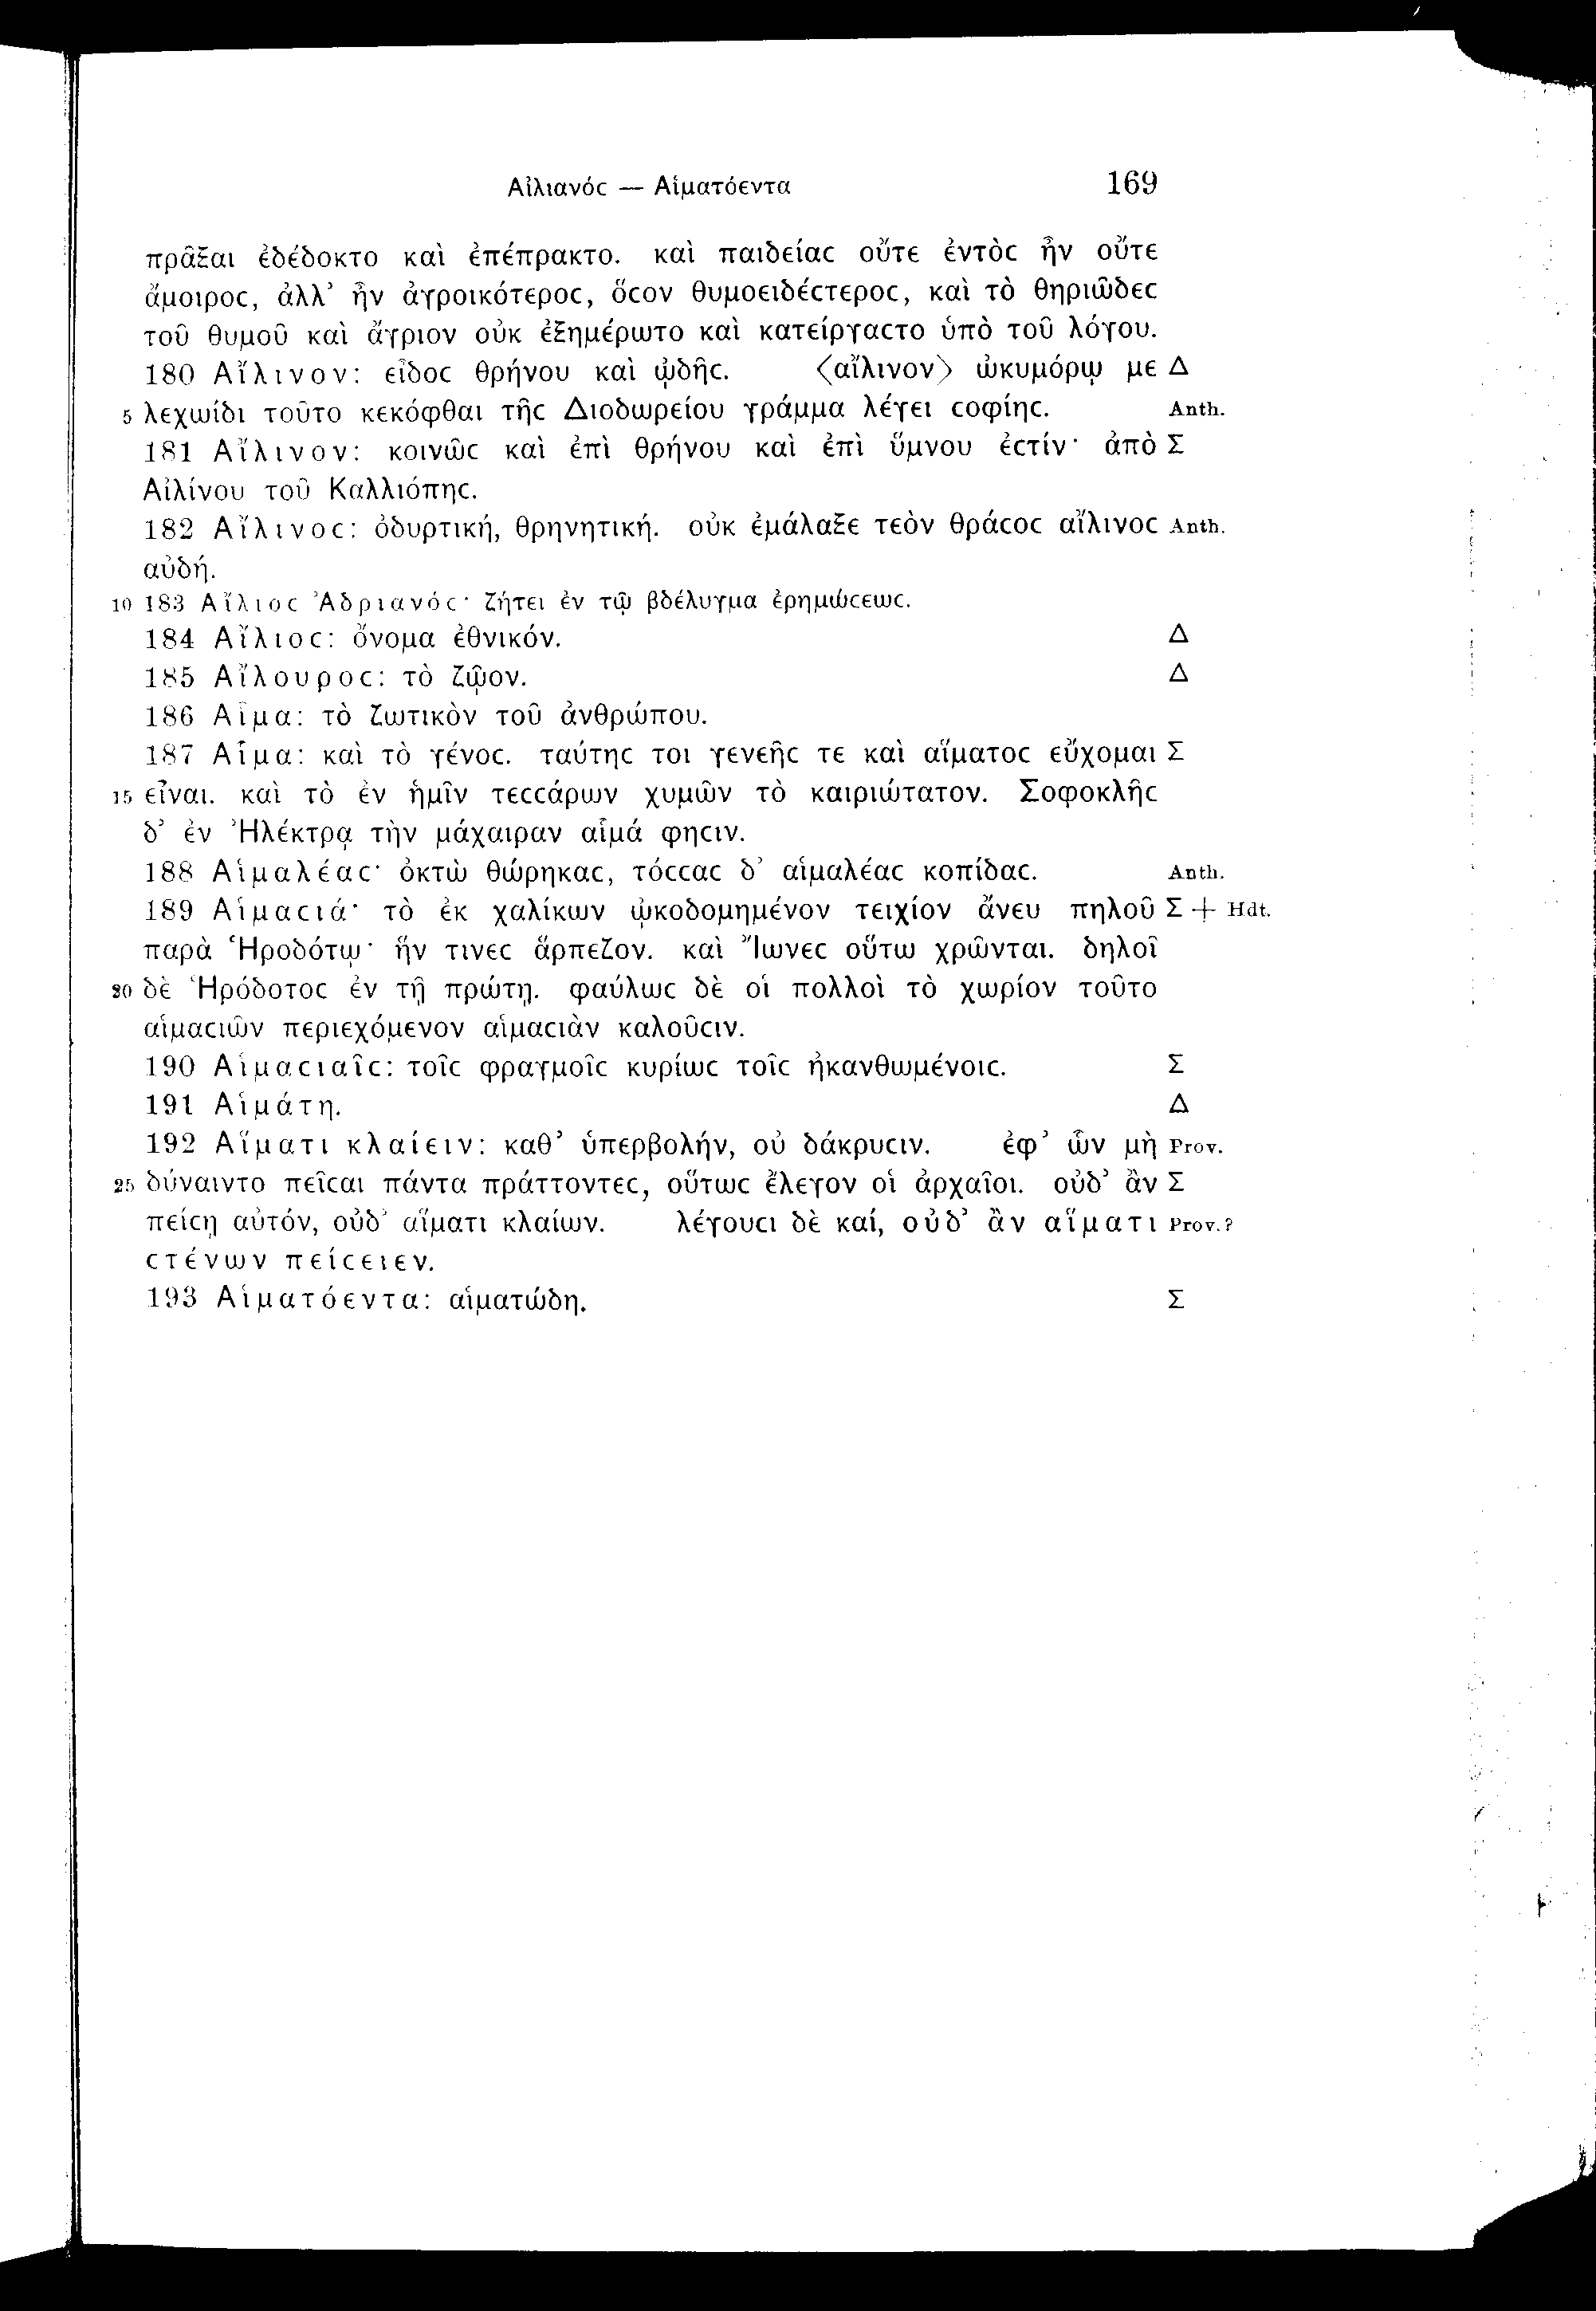 Αἰλιανόϲ — Αἱματόεντα 169
πρᾶξαι ἐδέδοκτο καὶ ἐπέπρακτο. καὶ παιδείαϲ οὔτε ἐντὸϲ ἦν οὔτε
ἄμοιροϲ, ἀλλ’ ἦν ἀγροικότεροϲ, ὅϲον θυμοειδέϲτεροϲ, καὶ τὸ θηριῶδεϲ
τοῦ θυμοῦ καὶ ἄγριον οὐκ ἐξημέρωτο καὶ κατείργαϲτο ὑπὸ τοῦ λόγου.
180 Αἴλινον: εἶδοϲ θρήνου καὶ ᾠδῆϲ. 〈αἴλινον〉 ὠκυμόρῳ με Δ
5 λεχωίδι τοῦτο κεκόφθαι τῆϲ Διοδωρείου γράμμα λέγει ϲοφίηϲ. Anth.
181 Αἴλινον: κοινῶϲ καὶ ἐπὶ θρήνου καὶ ἐπὶ ὕμνου ἐϲτίν· ἀπὸ Σ
Αἰλίνου τοῦ Καλλιόπηϲ.
182 Αἴλινοϲ: ὀδυρτική, θρηνητική. οὐκ ἐμάλαξε τεὸν θράϲοϲ αἴλινοϲ Anth.
αὐδή.
10 183 Αἴλιοϲ Ἀδριανόϲ· ζήτει ἐν τῷ βδέλυγμα ἐρημώϲεωϲ.
184 Αἴλιοϲ: ὄνομα ἐθνικόν. Δ
185 Αἴλουροϲ: τὸ ζῷον. Δ
186 Αἷμα: τὸ ζωτικὸν τοῦ ἀνθρώπου.
187 Αἷμα: καὶ τὸ γένοϲ. ταύτηϲ τοι γενεῆϲ τε καὶ αἵματοϲ εὔχομαι Σ
15 εἶναι. καὶ τὸ ἐν ἡμῖν τεϲϲάρων χυμῶν τὸ καιριώτατον. Σοφοκλῆϲ
δ’ ἐν Ἠλέκτρᾳ τὴν μάχαιραν αἷμά φηϲιν.
188 Αἱμαλέαϲ· ὀκτὼ θώρηκαϲ, τόϲϲαϲ δ’ αἱμαλέαϲ κοπίδαϲ. Anth.
189 Αἱμαϲιά· τὸ ἐκ χαλίκων ᾠκοδομημένον τειχίον ἄνευ πηλοῦ Σ + Hdt.
παρὰ Ἡροδότῳ· ἥν τινεϲ ἅρπεζον. καὶ Ἴωνεϲ οὕτω χρῶνται. δηλοῖ
20 δὲ Ἡρόδοτοϲ ἐν τῇ πρώτῃ. φαύλωϲ δὲ οἱ πολλοὶ τὸ χωρίον τοῦτο
αἱμαϲιῶν περιεχόμενον αἱμαϲιὰν καλοῦϲιν.
190 Αἱμαϲιαῖϲ: τοῖϲ φραγμοῖϲ κυρίωϲ τοῖϲ ἠκανθωμένοιϲ. Σ
191 Αἱμάτη. Δ
192 Αἵματι κλαίειν: καθ’ ὑπερβολήν, οὐ δάκρυϲιν. ἐφ’ ὧν μὴ Prov.
25 δύναιντο πεῖϲαι πάντα πράττοντεϲ, οὕτωϲ ἔλεγον οἱ ἀρχαῖοι. οὐδ’ ἂν Σ
πείϲῃ αὐτόν, οὐδ’ αἵματι κλαίων. λέγουϲι δὲ καί, οὐδ’ ἂν αἵματι Prov.?
ϲτένων πείϲειεν.
193 Αἱματόεντα: αἱματώδη. Σ